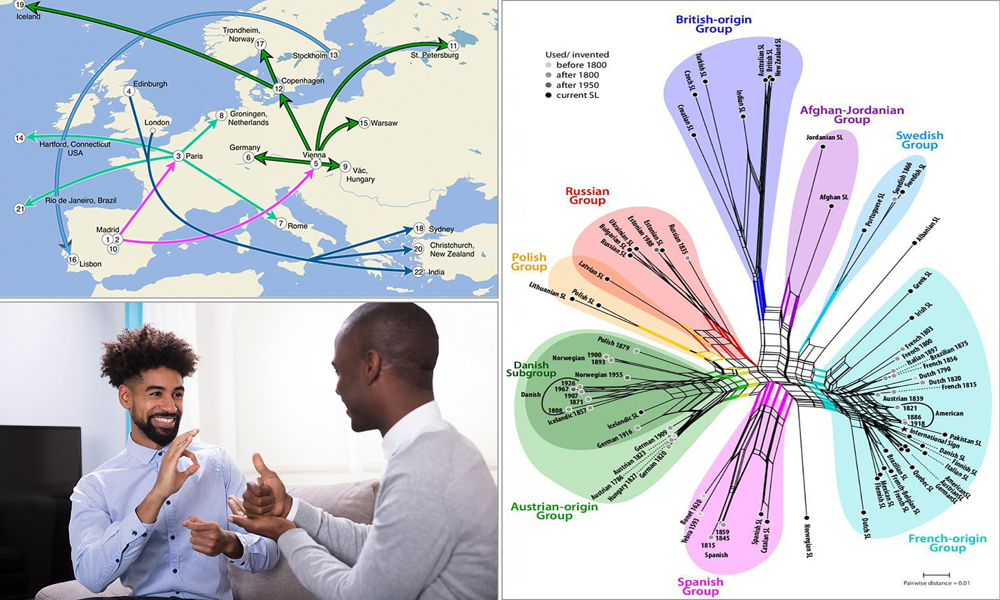 19
Iceland
Trondheim,
Norway
17
Stockholm
13
11
St. Petersburg
Edinburgh
4
Copenhagen
12
London
8
Groningen,
Netherlands
15
Warsaw
14
Hartford, Connecticut
USA
3
Paris
Germany
6
Vienna
5
9
Vác,
Hungary
Rio de Janeiro, Brazil
21
Madrid
1
2
10
7
Rome
16
Lisbon
18
Sydney
20
Christchurch,
New Zealand
22
India
British-origin
Group
Used/ invented
before 1800
after 1800
after 1950
current SL
Turkish SL
Czech SL
Croatian SL
Indian SL
Australian SL
British SL
New Zealand SL
Afghan-Jordanian
Group
Jordanian SL
Afghan SL
Swedish
Group
Swedish 1866
Swedish SL
Portuguese SL
Albanian SL
Russian
Group
Ukrainian SL
Bulgarian SL
Russian SL
Estonian 1988
Estonian SL
Russian 1835
Polish
Group
Latvian SL
Lithuanian SL
Polish SL
Danish
Subgroup
Polish 1879
Norwegian
1900
1893
Norwegian 1955
Danish
1926
1967
1907
1871
1808
Icelandic 1857
Icelandic SL
German 1916
German 1909
Austrian 1823
German 1820
Austrian 1786
Hungary 1827
Austrian-origin
Group
Greek SL
Irish SL
French 1803
French 1800
Italian 1897
Brazilian 1875
French 1856
Dutch 1790
Dutch 1820
French 1815
Austrian 1839
1821
American
1886
1918
International Sign
Pakistan SL
Danish SL
Finnish SL
Italian SL
American SL
Austrian SL
German SL
Quebec SL
Brazilian SL
French-Belgian SL
French SL
Mexican SL
Flemish SL
Dutch SL
French-origin
Group
Norwegian SL
Bonet 1620
Yebra 1593
1859
1845
1815
Spanish
Spanish SL
Catalan SL
Spanish
Group
Pairwise distance = 0.01